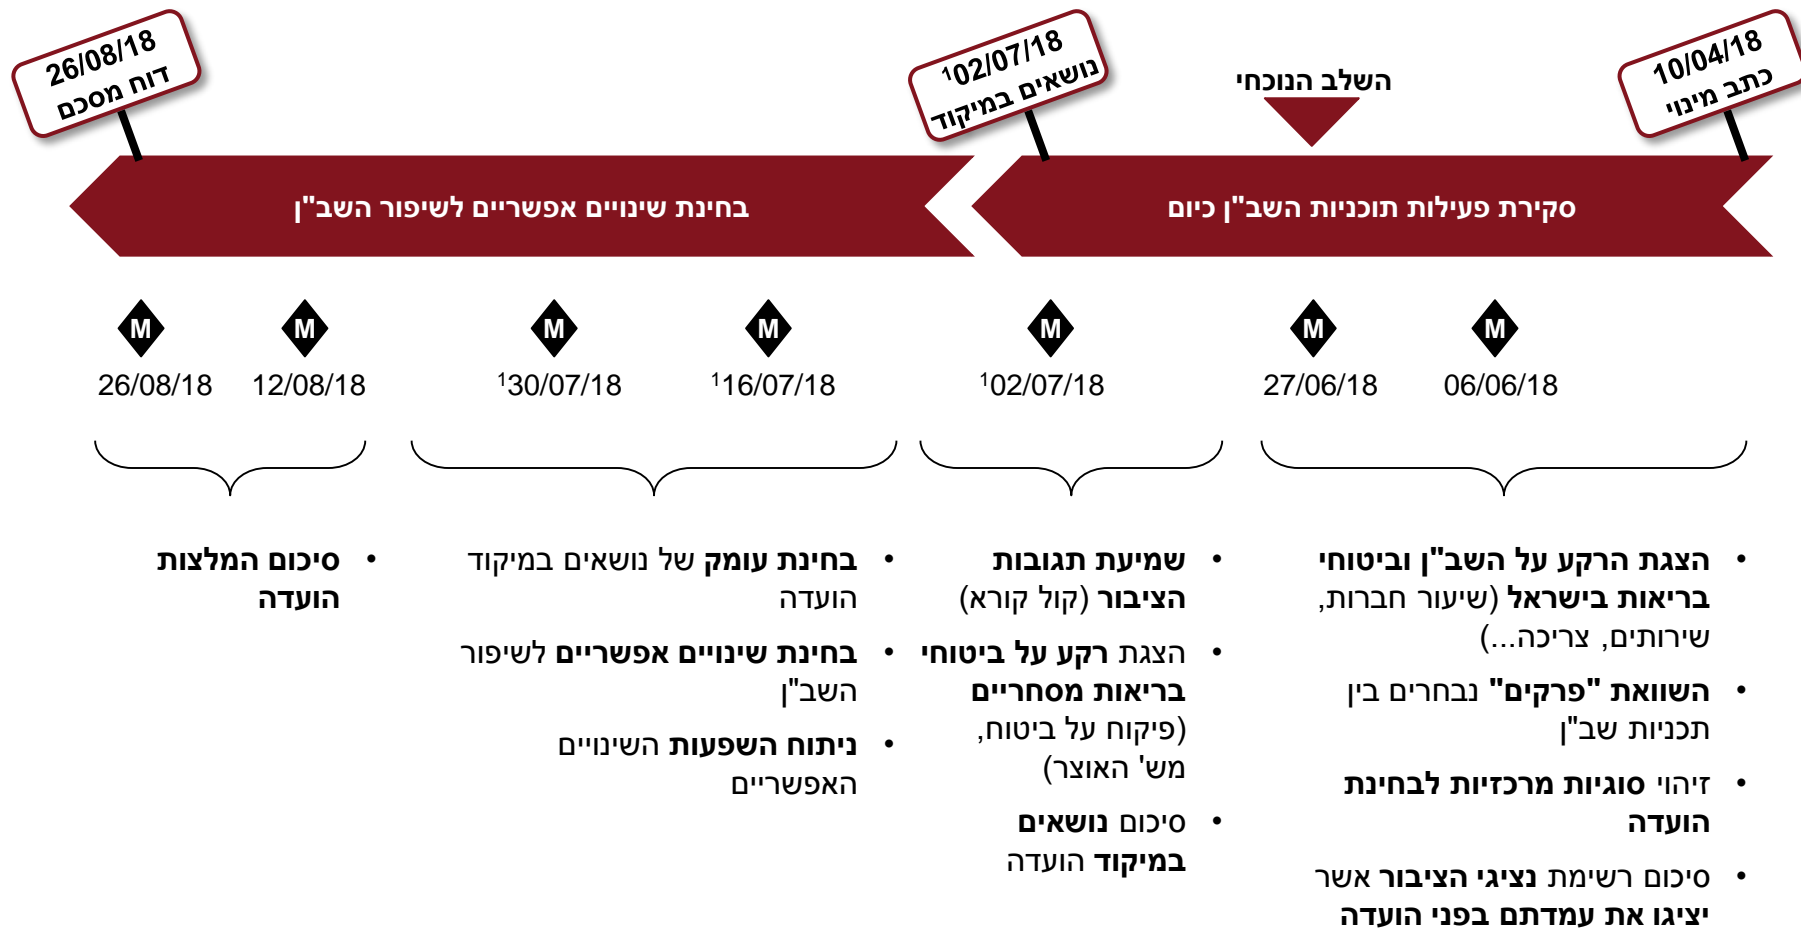 10/04/18
כתב מינוי
השלב הנוכחי
¹02/07/18
נושאים במיקוד
26/08/18
דוח מסכם
סקירת פעילות תוכניות השב"ן כיום
בחינת שינויים אפשריים לשיפור השב"ן
M
M
M
M
M
M
M
06/06/18
27/06/18
¹02/07/18
¹16/07/18
¹30/07/18
12/08/18
26/08/18
• הצגת הרקע על השב"ן וביטוחי
בריאות בישראל (שיעור חברות,
שירותים, צריכה...)
• השוואת "פרקים" נבחרים בין
תכניות שב"ן
• זיהוי סוגיות מרכזיות לבחינת
הועדה
• סיכום רשימת נציגי הציבור אשר
יציגו את עמדתם בפני הועדה
• שמיעת תגובות
הציבור (קול קורא)
• הצגת רקע על ביטוחי
בריאות מסחריים
(פיקוח על ביטוח,
מש' האוצר)
• סיכום נושאים
במיקוד הועדה
• בחינת עומק של נושאים במיקוד
הועדה
• בחינת שינויים אפשריים לשיפור
השב"ן
• ניתוח השפעות השינויים
האפשריים
• סיכום המלצות
הועדה